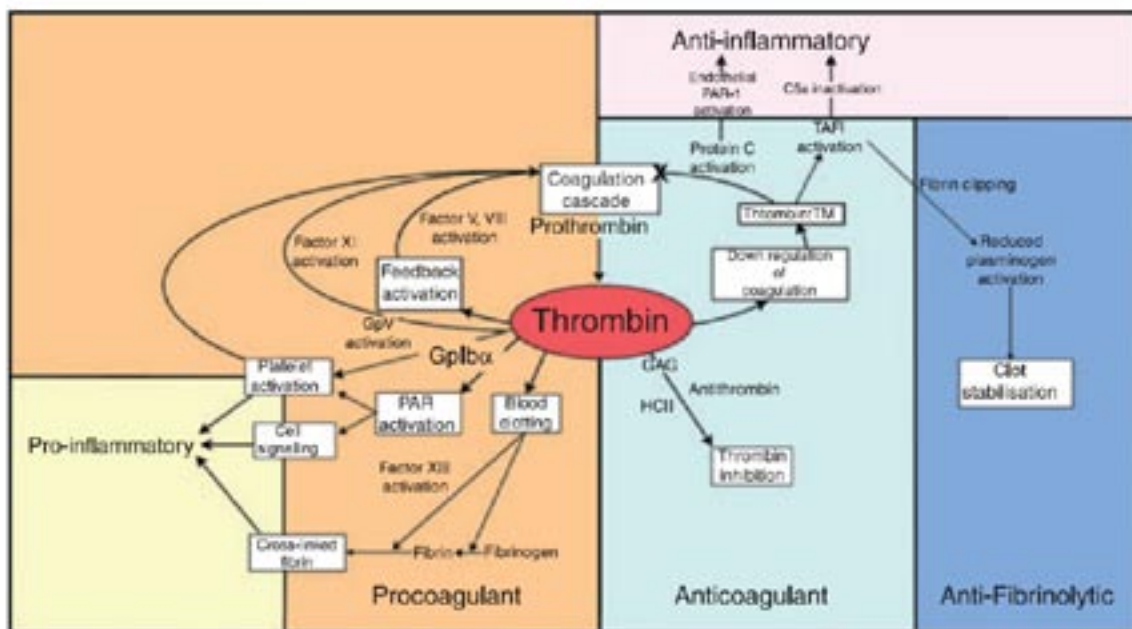 Anti-inflammatory
Endothelial
PAR-1
activation
C5a inactivation
Protein C
activation
TAFI
activation
Fibrin clipping
Coagulation
cascade
X
Prothrombin
Thrombin:TM
Down regulation
of
coagulation
Reduced
plasminogen
activation
Factor V, VIII
activation
Factor XI
activation
Feedback
activation
Thrombin
GpV
activation
GpIbα
Platelet
activation
PAR
activation
Blood
clotting
GAG
Antithrombin
HCII
Clot
stabilisation
Pro-inflammatory
Cell
signalling
Factor XIII
activation
Thrombin
inhibition
Cross-linked
fibrin
Fibrin
Fibrinogen
Procoagulant
Anticoagulant
Anti-Fibrinolytic